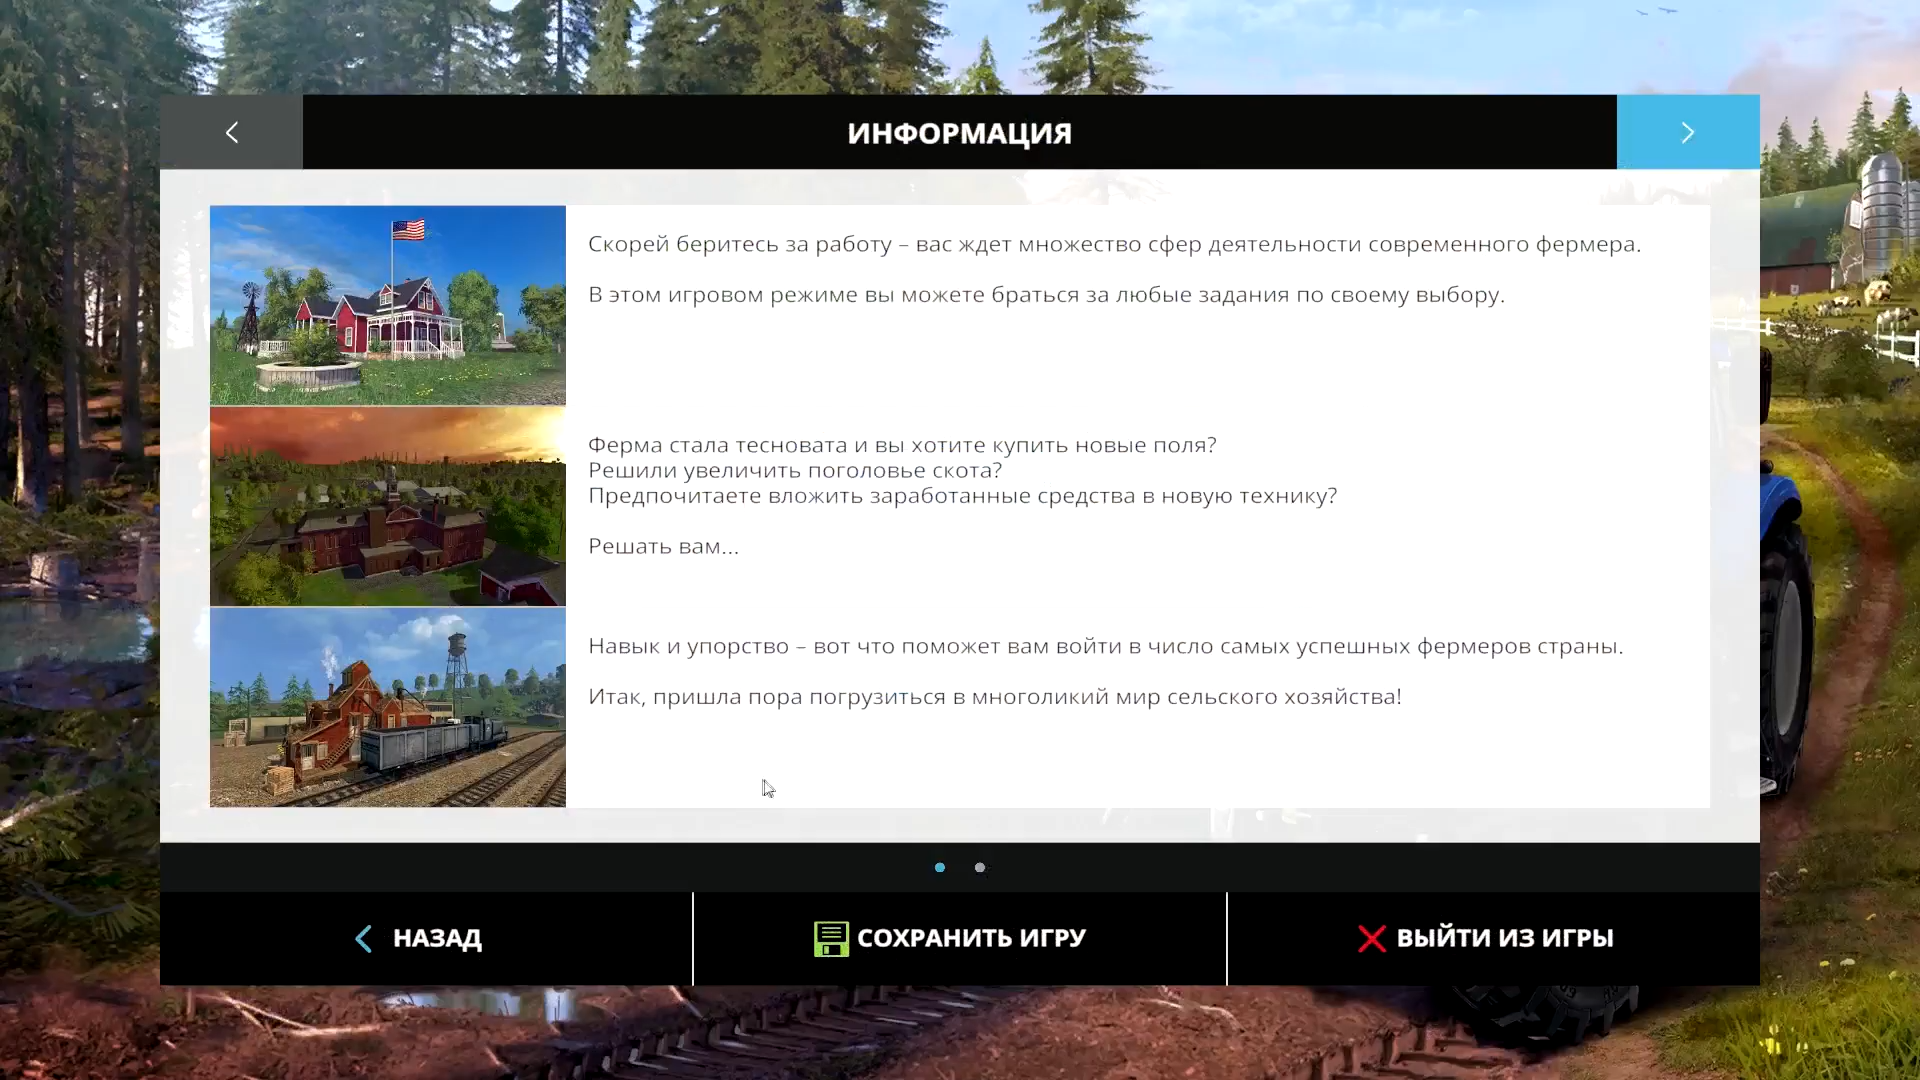 ИНФОРМАЦИЯ
Скорей беритесь за работу – вас ждет множество сфер деятельности современного фермера.
В этом игровом режиме вы можете браться за любые задания по своему выбору.
Ферма стала тесновата и вы хотите купить новые поля?
Решили увеличить поголовье скота?
Предпочитаете вложить заработанные средства в новую технику?
Решать вам...
Навык и упорство – вот что поможет вам войти в число самых успешных фермеров страны.
Итак, пришла пора погрузиться в многоликий мир сельского хозяйства!
НАЗАД
СОХРАНИТЬ ИГРУ
ВЫЙТИ ИЗ ИГРЫ